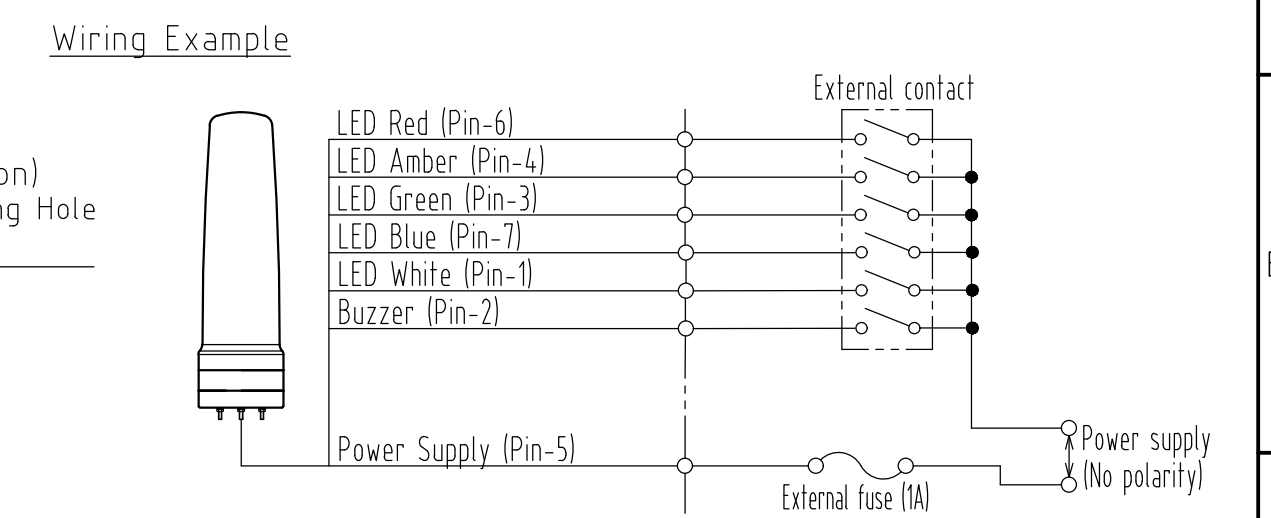 Wiring Example
External contact
LED Red (Pin-6)
on)
LED Amber (Pin-4)
ng Hole
LED Green (Pin-3)
LED Blue (Pin-7)
LED White (Pin-1)
Buzzer (Pin-2)
Power Supply (Pin-5)
Power supply
(No polarity)
External fuse (1A)